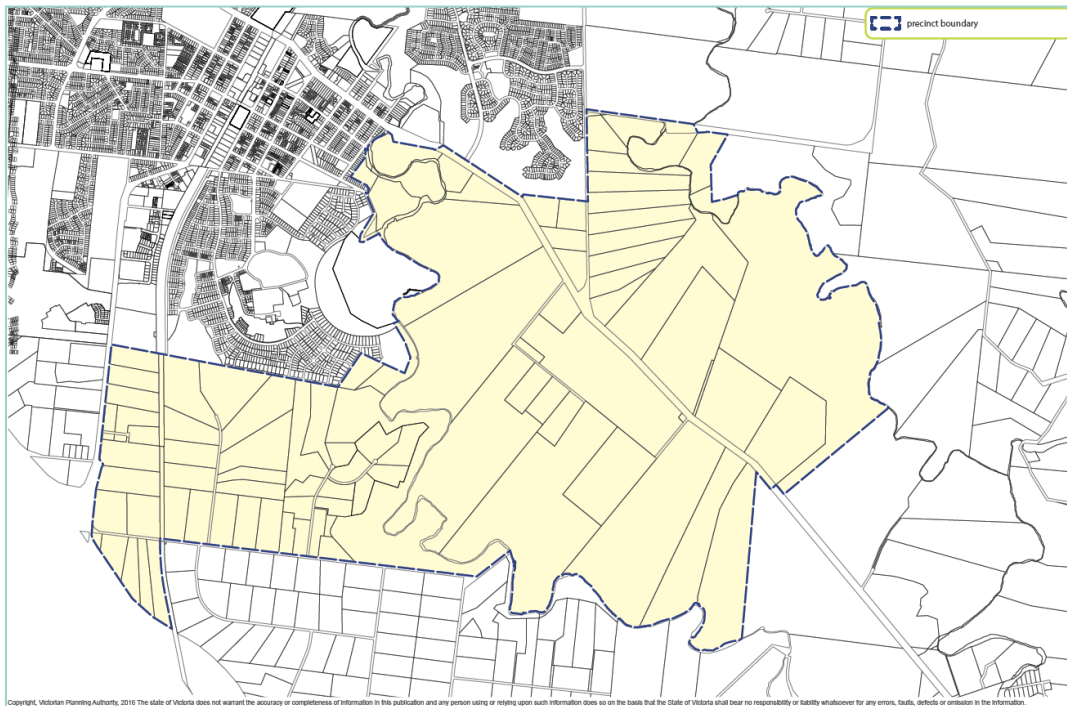 precinct boundary
Copyright, Victorian Planning Authority, 2016 The state of Victoria does not warrant the accuracy or completeness of information in this publication and any person using or relying upon such information does so on the basis that the State of Victoria shall bear no responsibility or liability whatsoever for any errors, faults, defects or omission in the information.